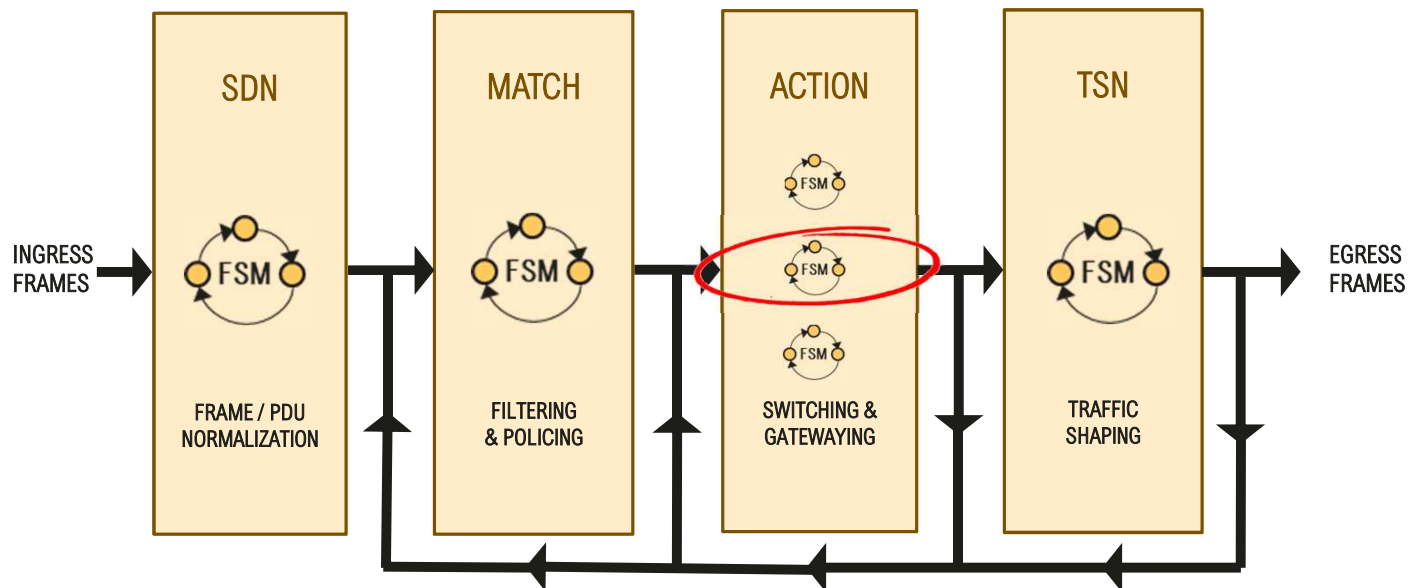 SDN
MATCH
ACTION
TSN
FSM
FSM
FSM
FSM
FSM
FSM
INGRESS
FRAMES
EGRESS
FRAMES
FRAME / PDU
NORMALIZATION
FILTERING
& POLICING
SWITCHING &
GATEWAYING
TRAFFIC
SHAPING